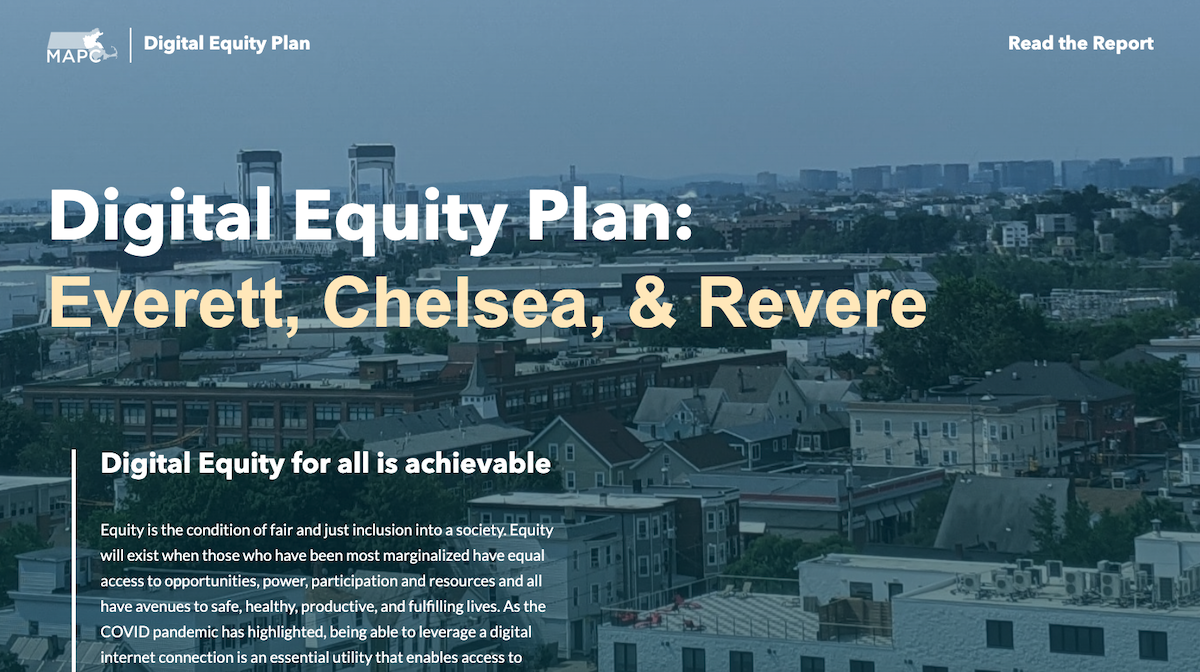 MAPC
Digital Equity Plan
Read the Report
Digital Equity Plan:
Everett, Chelsea, & Revere
Digital Equity for all is achievable
Equity is the condition of fair and just inclusion into a society. Equity
will exist when those who have been most marginalized have equal
access to opportunities, power, participation and resources and all
have avenues to safe, healthy, productive, and fulfilling lives. As the
COVID pandemic has highlighted, being able to leverage a digital
internet connection is an essential utility that enables access to